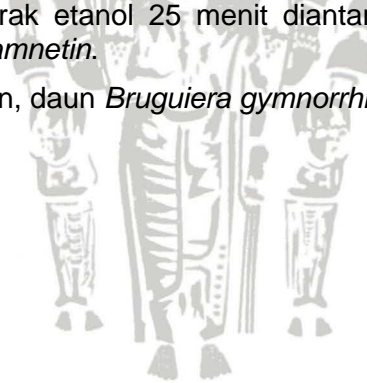 rak etanol 25 menit diantar
amnetin.
n, daun Bruguiera gymnorrhi